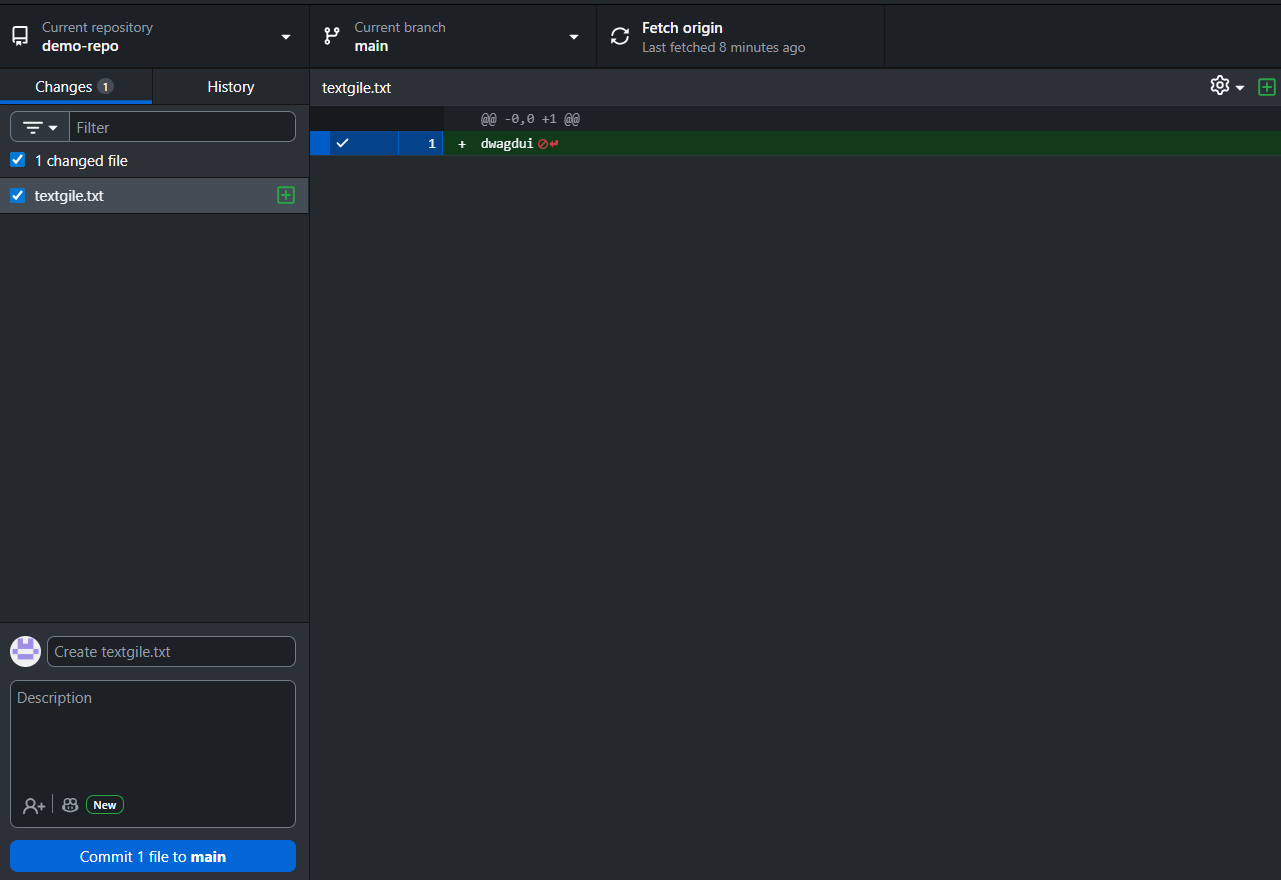 Current repository
demo-repo
Current branch
main
Fetch origin
Last fetched 8 minutes ago
Changes 1
History
textgile.txt
Filter
@@ -0,0 +1 @@
1 + dwagdui
1 changed file
textgile.txt
Create textgile.txt
Description
New
Commit 1 file to main